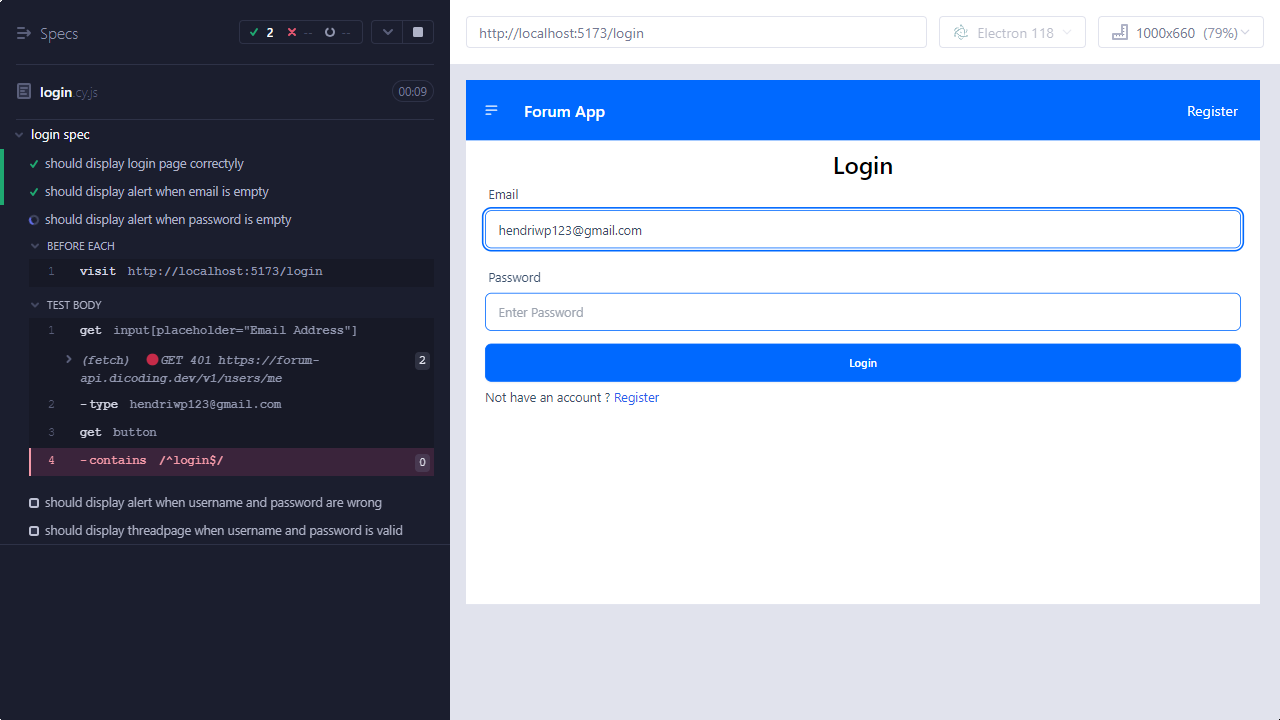 Specs
2
--
--
login.cy.js
00:09
login spec
should display login page correctyly
should display alert when email is empty
should display alert when password is empty
BEFORE EACH
1 visit http://localhost:5173/login
TEST BODY
1 get input[placeholder="Email Address"]
(fetch) GET 401 https://forum-
api.dicoding.dev/v1/users/me
2
2 -type hendriwp123@gmail.com
3 get button
4 -contains /^login$/
0
should display alert when username and password are wrong
should display threadpage when username and password is valid
http://localhost:5173/login
Electron 118
1000x660 (79%)
Forum App
Register
Login
Email
hendriwp123@gmail.com
Password
Enter Password
Login
Not have an account ? Register